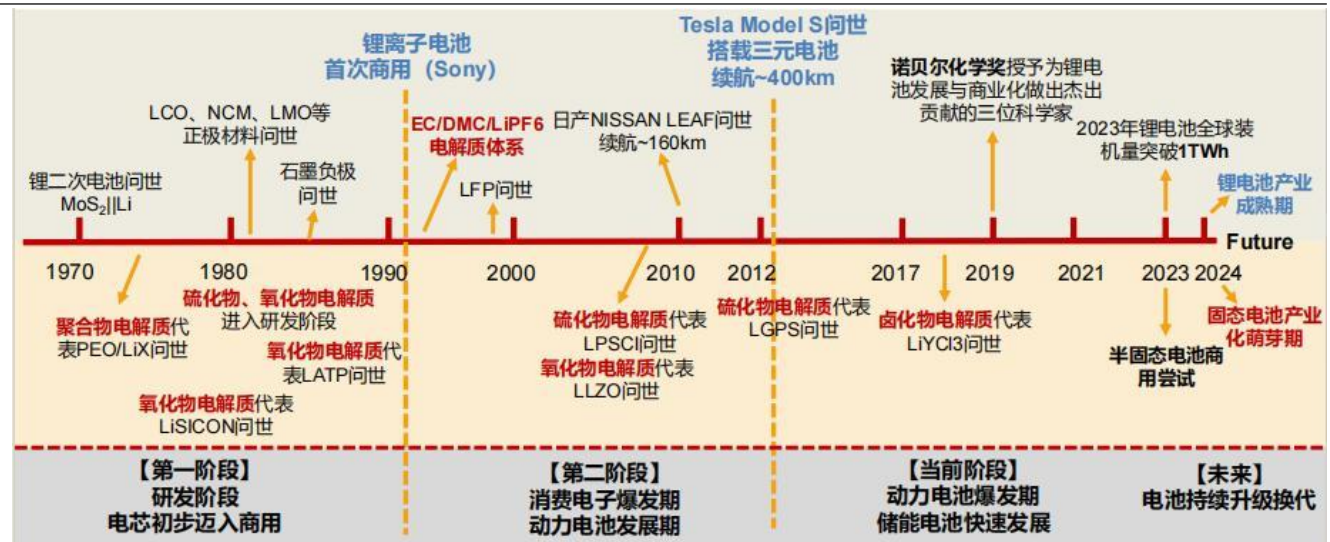 锂离子电池
首次商用（Sony）
Tesla Model S问世
搭载三元电池
续航~400km
LCO、NCM、LMO等
正极材料问世
EC/DMC/LiPF6
电解质体系
日产NISSAN LEAF问世
续航~160km
诺贝尔化学奖授予为锂电
池发展与商业化做出杰出
贡献的三位科学家
2023年锂电池全球装
机量突破1TWh
锂二次电池问世
MoS₂||Li
石墨负极
问世
LFP问世
锂电池产业
成熟期
Future
1970
1980
1990
2000
2010
2012
2017
2019
2021
2023
2024
聚合物电解质代
表PEO/LiX问世
硫化物、氧化物电解质
进入研发阶段
氧化物电解质代
表LATP问世
氧化物电解质代表
LiSICON问世
硫化物电解质代表
LPSCl问世
氧化物电解质代表
LLZO问世
硫化物电解质代表
LGPS问世
卤化物电解质代表
LiYCl3问世
半固态电池商
用尝试
固态电池产业
化萌芽期
【第一阶段】
研发阶段
电芯初步迈入商用
【第二阶段】
消费电子爆发期
动力电池发展期
【当前阶段】
动力电池爆发期
储能电池快速发展
【未来】
电池持续升级换代